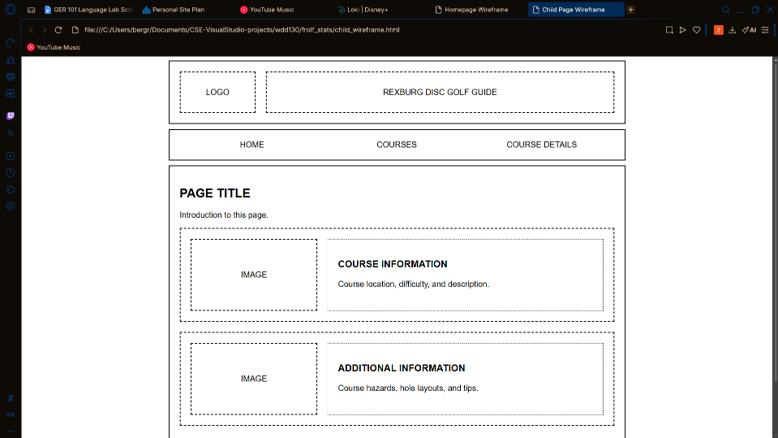 GER 101 Language Lab Sch
Personal Site Plan
YouTube Music
Loki | Disney+
Homepage Wireframe
Child Page Wireframe
file:///C:/Users/bergr/Documents/CSE-VisualStudio-projects/wdd130/frolf_stats/child_wireframe.html
AI
YouTube Music
LOGO
REXBURG DISC GOLF GUIDE
HOME
COURSES
COURSE DETAILS
PAGE TITLE
Introduction to this page.
IMAGE
COURSE INFORMATION
Course location, difficulty, and description.
IMAGE
ADDITIONAL INFORMATION
Course hazards, hole layouts, and tips.